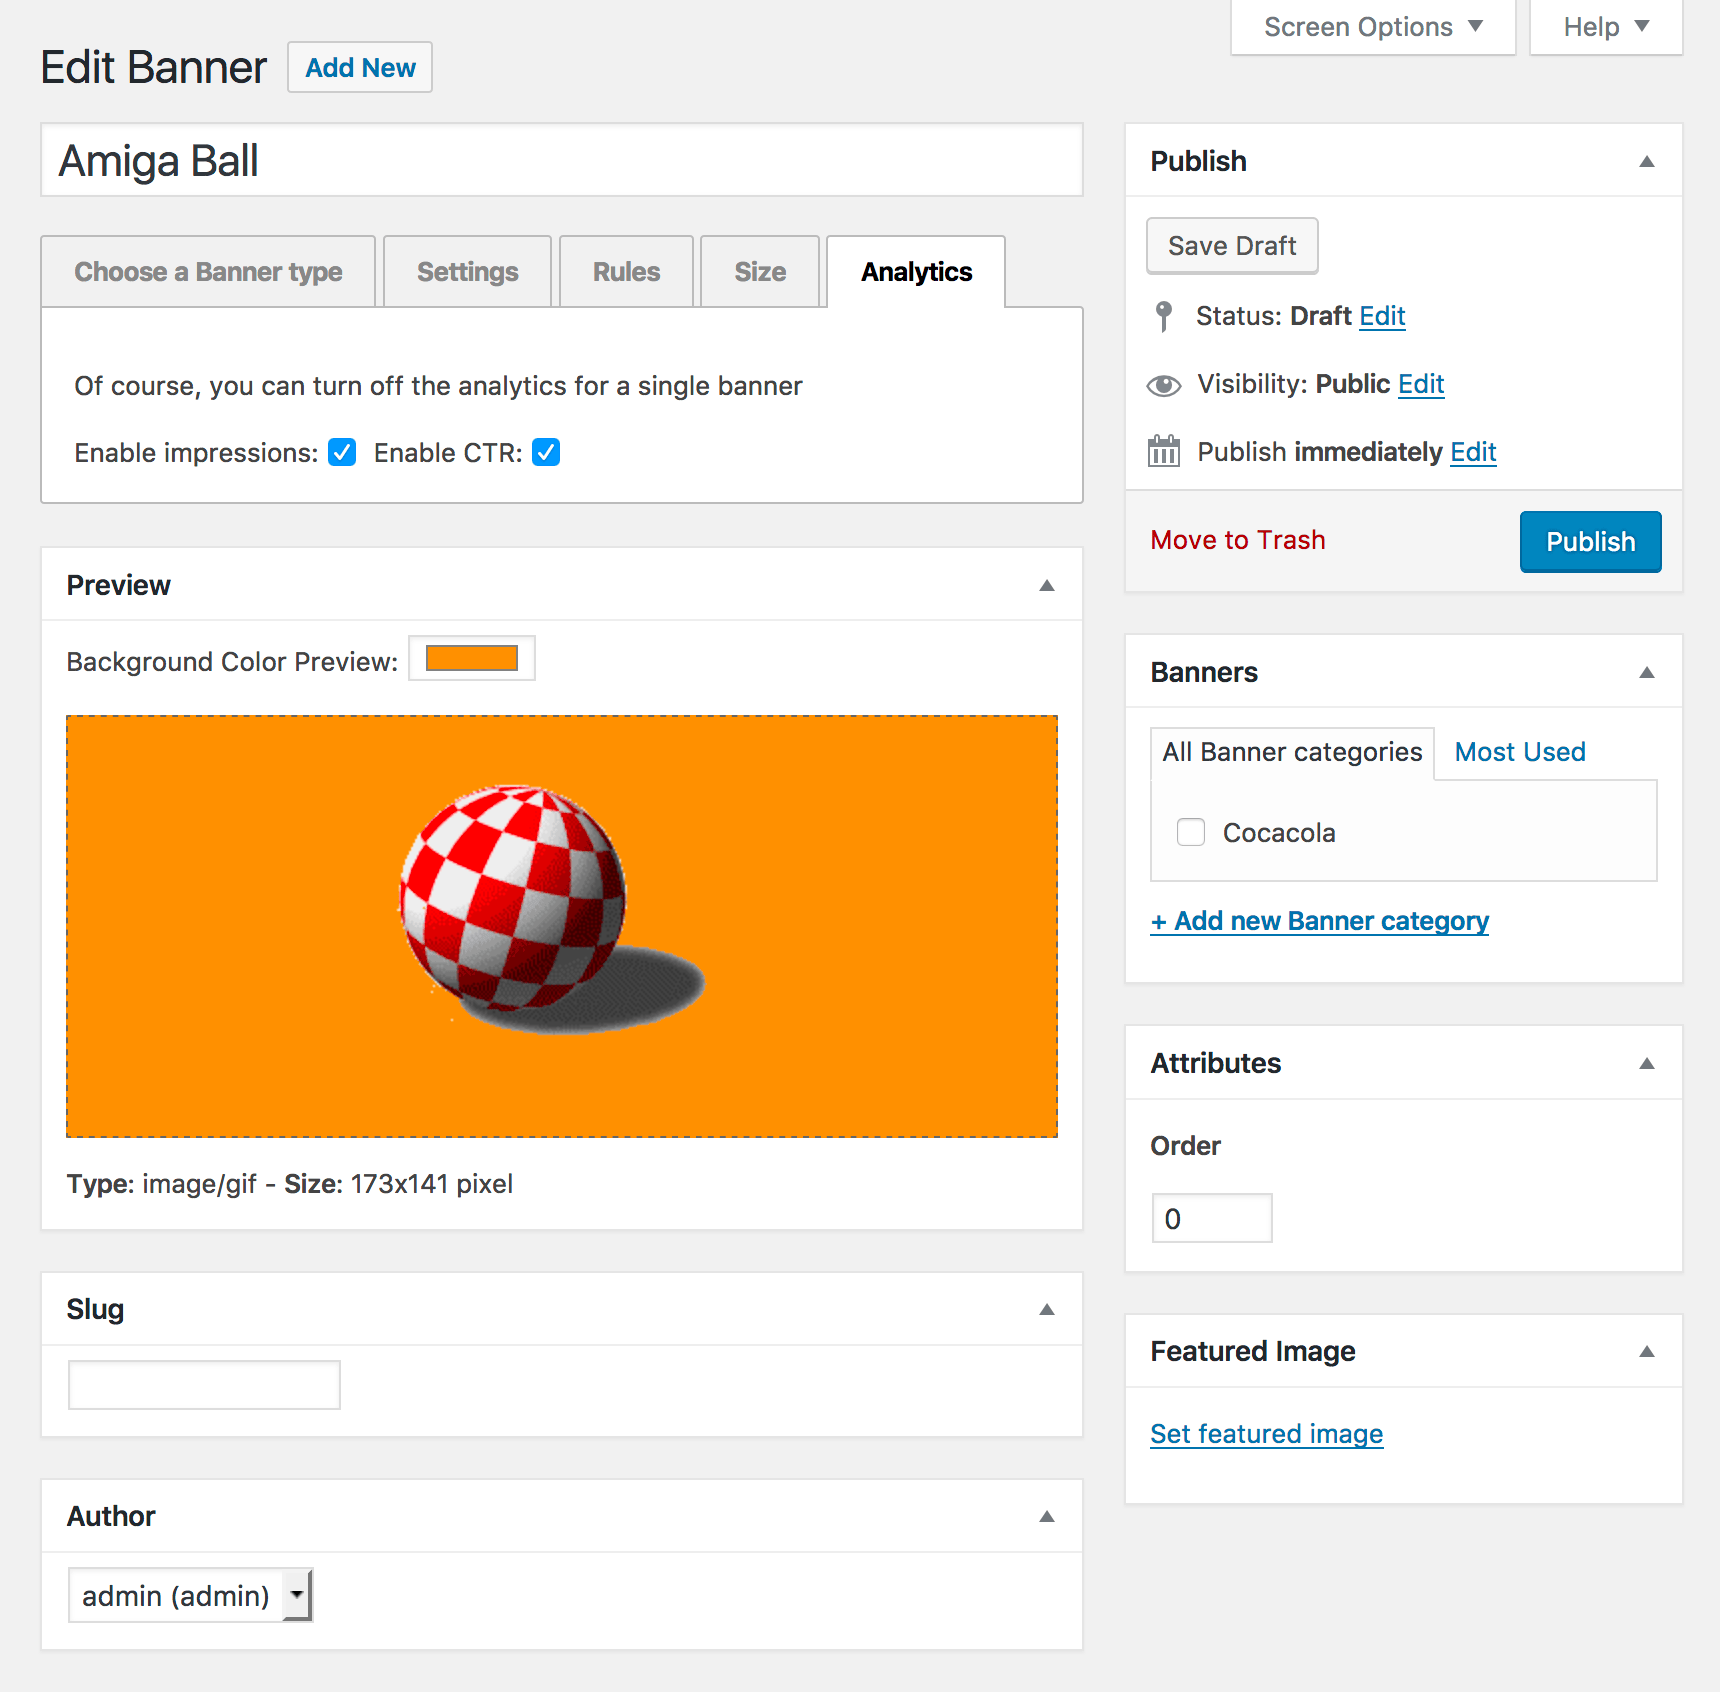 Screen Options
Help
Edit Banner
Add New
Amiga Ball
Choose a Banner type
Settings
Rules
Size
Analytics
Of course, you can turn off the analytics for a single banner
Enable impressions:
Enable CTR:
Preview
Background Color Preview:
Type: image/gif - Size: 173x141 pixel
Slug
Author
admin (admin)
Publish
Save Draft
Status: Draft Edit
Visibility: Public Edit
Publish immediately Edit
Move to Trash
Publish
Banners
All Banner categories
Most Used
Cocacola
+ Add new Banner category
Attributes
Order
0
Featured Image
Set featured image